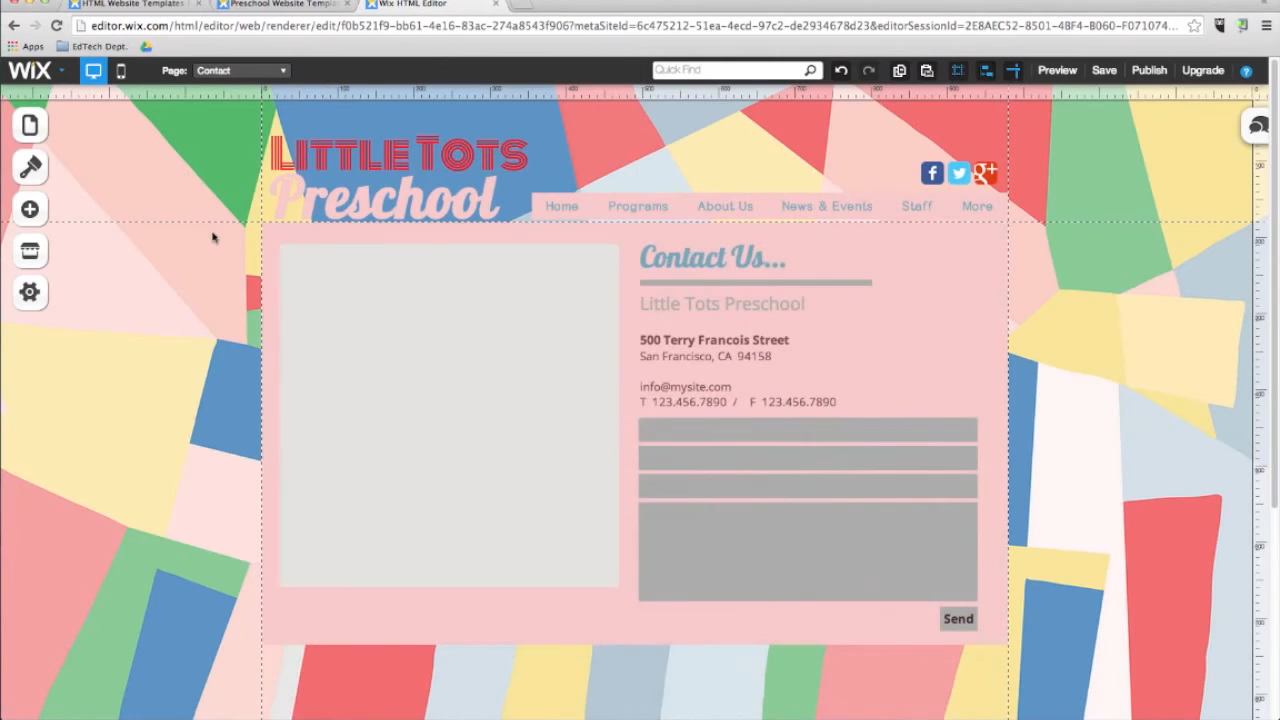 HTML Website Templates
Preschool Website Templa
Wix HTML Editor
editor.wix.com/html/editor/web/renderer/edit/f0b521f9-bb61-4e16-83ac-274a8543f906?metaSiteId=6c475212-51ea-4ecd-97c2-de2934678d23&editorSessionId=2E8AEC52-8501-4BF4-B060-F071074...
Apps EdTech Dept.
WiX Page: Contact Quick Find Preview Save Publish Upgrade ?
Little Tots
Preschool
f g+
Home Programs About Us News & Events Staff More
Contact Us...
Little Tots Preschool
500 Terry Francois Street
San Francisco, CA 94158
info@mysite.com
T 123.456.7890 / F 123.456.7890
Send